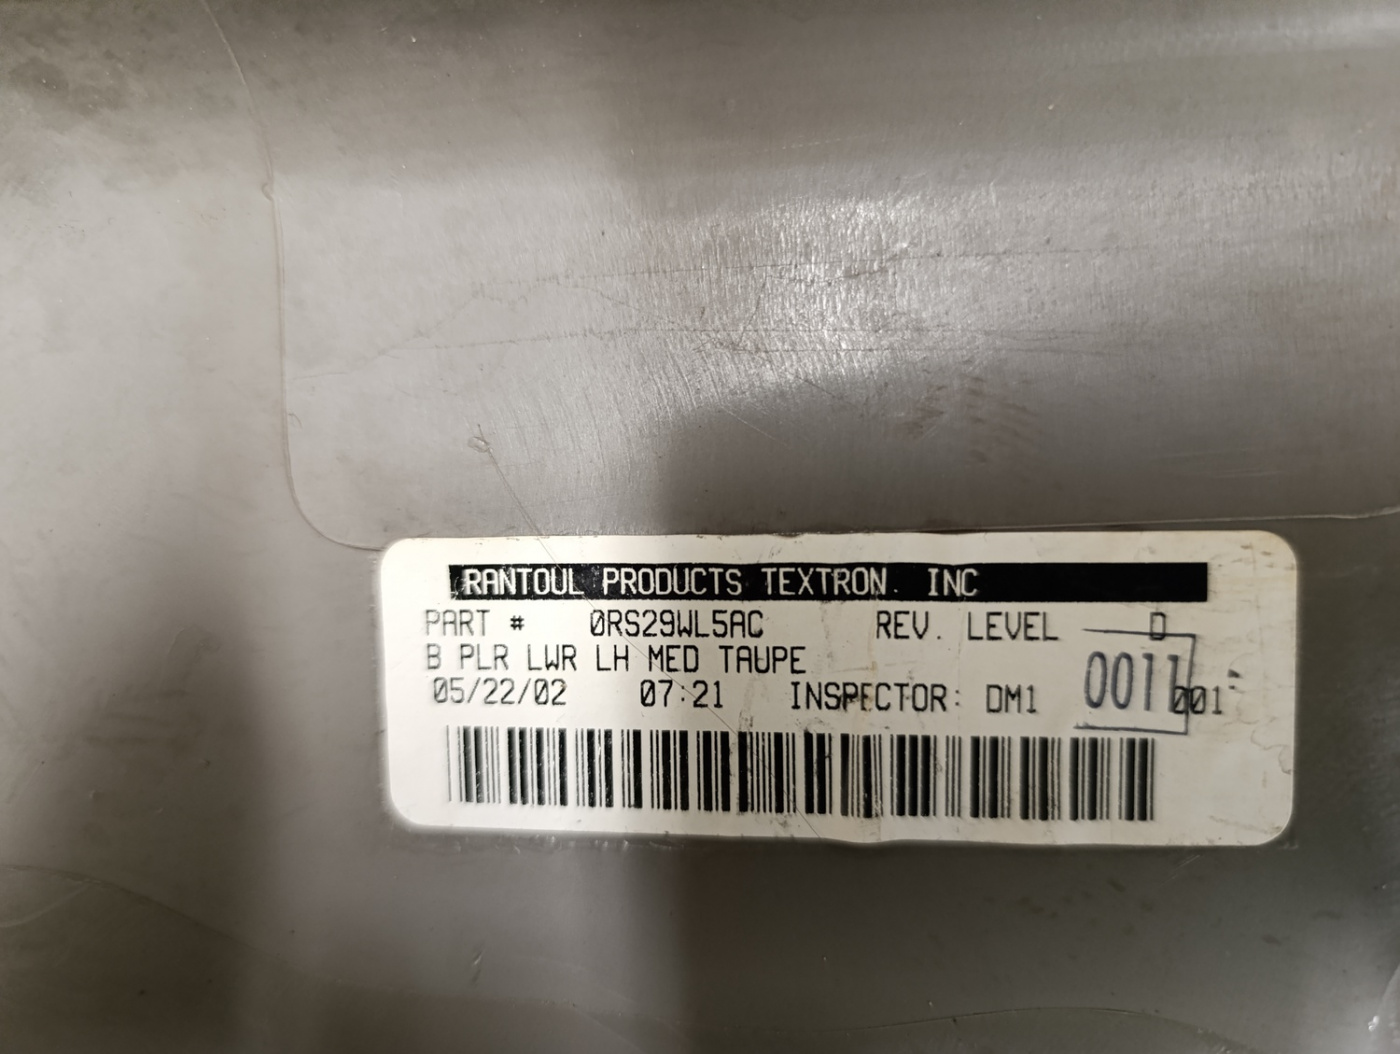 RANTOUL PRODUCTS TEXTRON. INC
PART # 0RS29WL5AC REV. LEVEL D
B PLR LWR LH MED TAUPE
05/22/02 07:21 INSPECTOR: DM1 0011 001